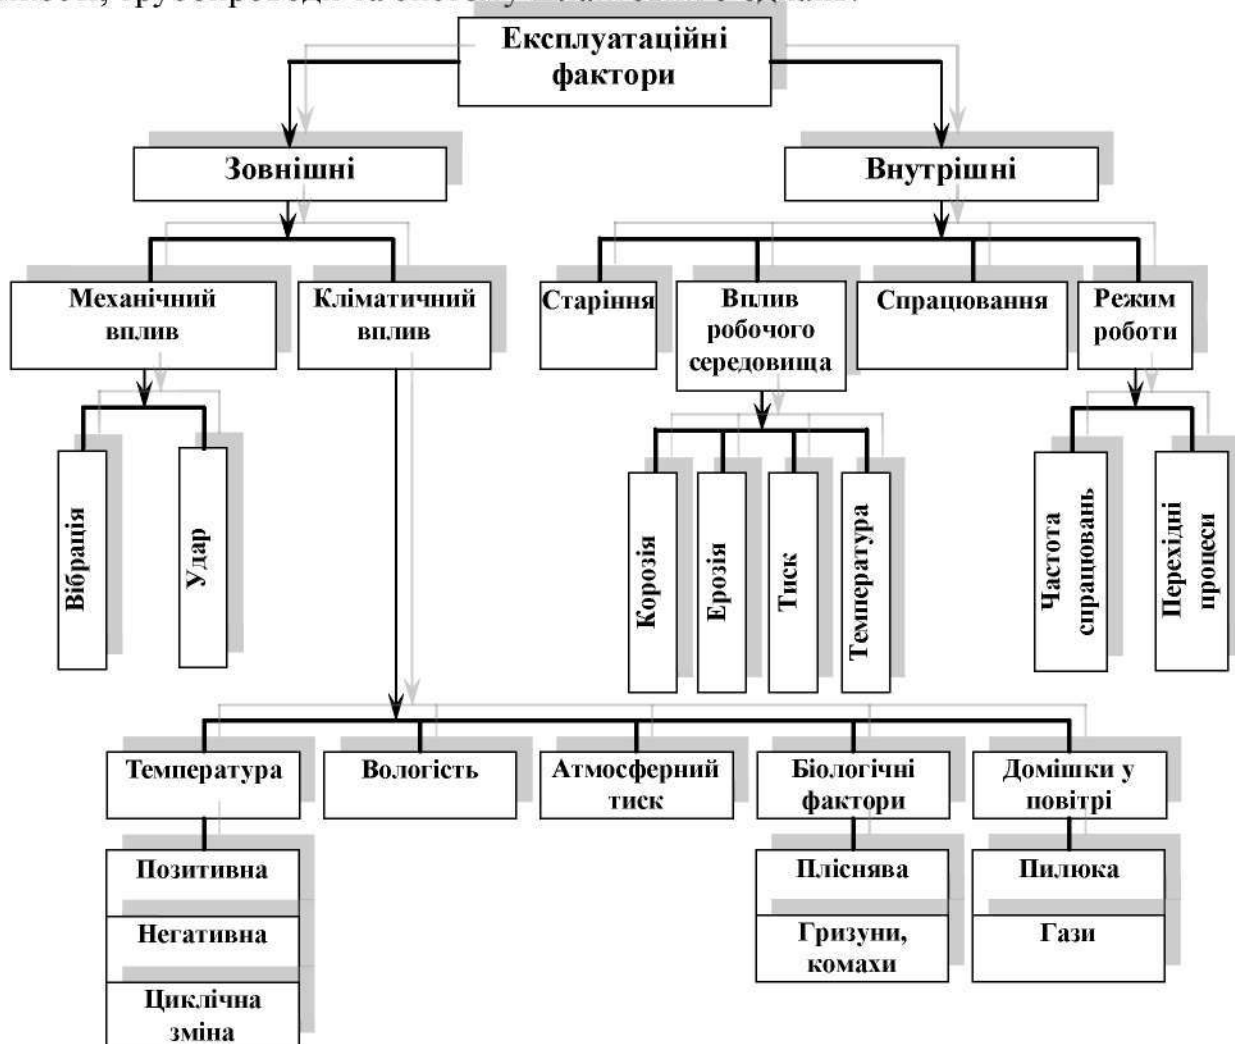 Експлуатаційні
фактори
Зовнішні
Внутрішні
Механічний
вплив
Кліматичний
вплив
Старіння
Вплив
робочого
середовища
Спрацювання
Режим
роботи
Вібрація
Удар
Корозія
Ерозія
Тиск
Температура
Частота
спрацювань
Перехідні
процеси
Температура
Вологість
Атмосферний
тиск
Біологічні
фактори
Домішки у
повітрі
Позитивна
Негативна
Циклічна
зміна
Пліснява
Гризуни,
комахи
Пилюка
Гази